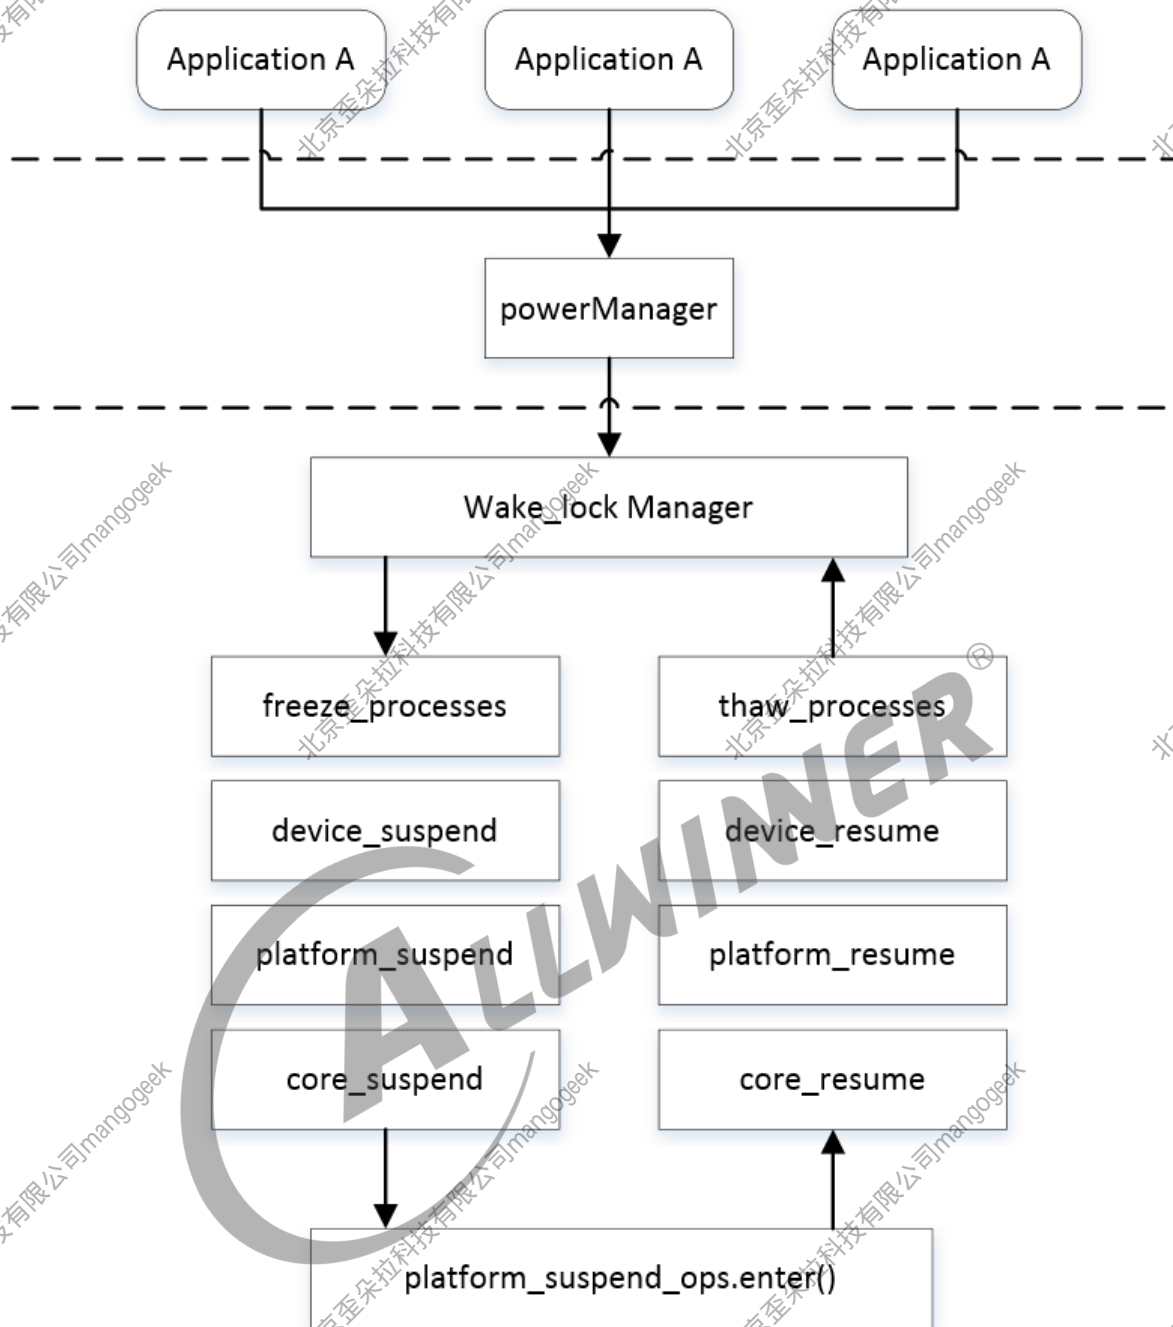 Application A
Application A
Application A
powerManager
Wake_lock Manager
freeze_processes
thaw_processes
device_suspend
device_resume
platform_suspend
platform_resume
core_suspend
core_resume
platform_suspend_ops.enter()
ALLWINNER®
北京歪朵拉科技有限公司mangogeek